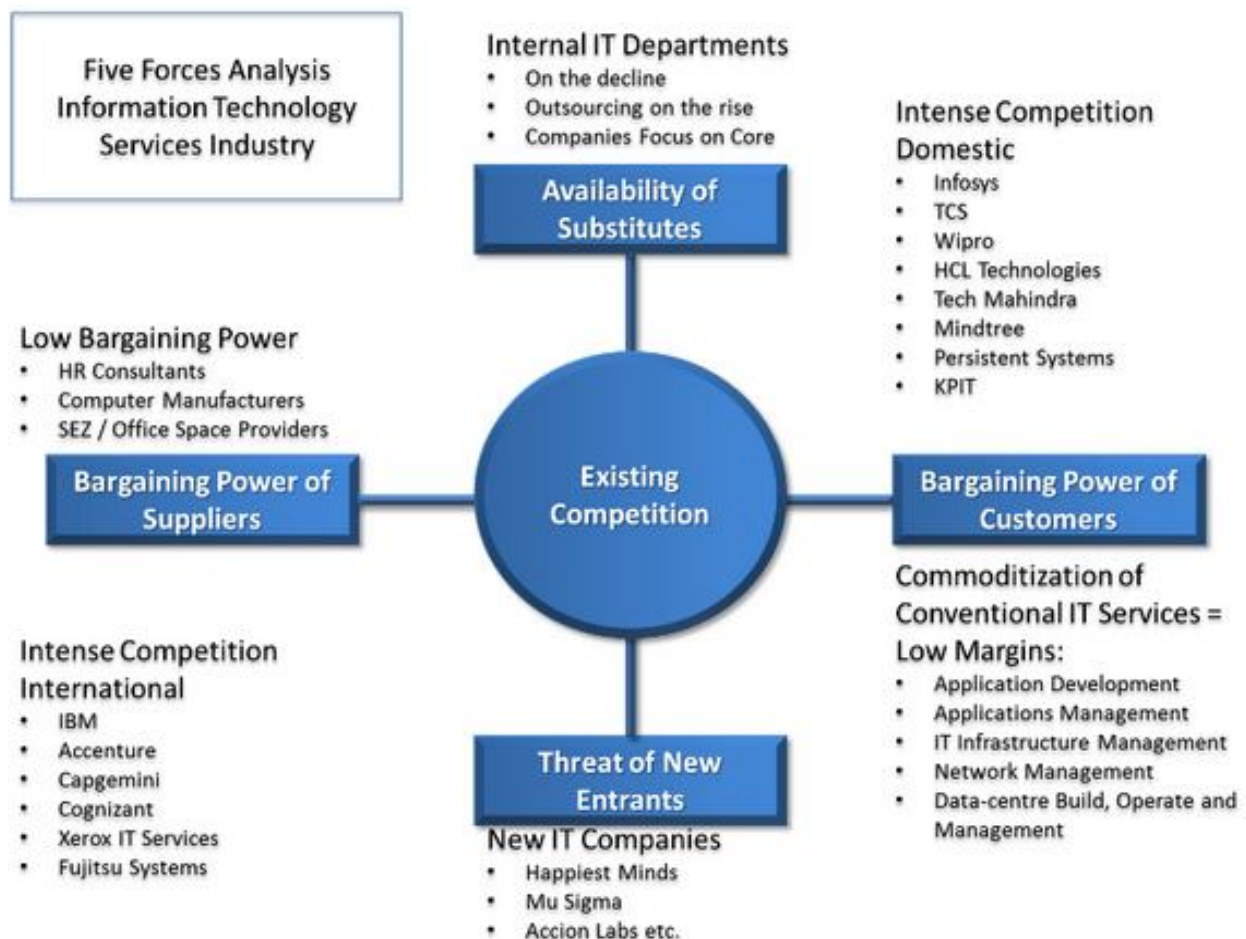 Five Forces Analysis
Information Technology
Services Industry
Internal IT Departments
• On the decline
• Outsourcing on the rise
• Companies Focus on Core
Availability of
Substitutes
Intense Competition
Domestic
• Infosys
• TCS
• Wipro
• HCL Technologies
• Tech Mahindra
• Mindtree
• Persistent Systems
• KPIT
Low Bargaining Power
• HR Consultants
• Computer Manufacturers
• SEZ / Office Space Providers
Bargaining Power of
Suppliers
Existing
Competition
Bargaining Power of
Customers
Commoditization of
Conventional IT Services =
Low Margins:
• Application Development
• Applications Management
• IT Infrastructure Management
• Network Management
• Data-centre Build, Operate and
Management
Intense Competition
International
• IBM
• Accenture
• Capgemini
• Cognizant
• Xerox IT Services
• Fujitsu Systems
Threat of New
Entrants
New IT Companies
• Happiest Minds
• Mu Sigma
• Accion Labs etc.